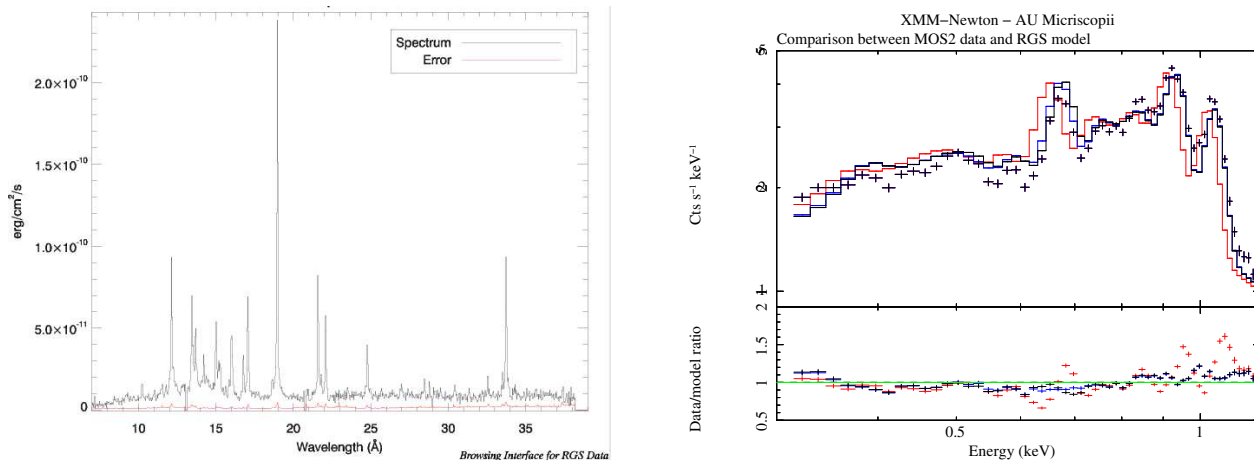 Spectrum
Error
2.0×10⁻¹⁰
1.5×10⁻¹⁰
1.0×10⁻¹⁰
5.0×10⁻¹¹
0
erg/cm²/s
10 15 20 25 30 35
Wavelength (Å)
Browsing Interface for RGS Data
XMM−Newton − AU Micriscopii
Comparison between MOS2 data and RGS model
5
2
1
Cts s⁻¹ keV⁻¹
2
1.5
1
0.5
Data/model ratio
0.5 1
Energy (keV)